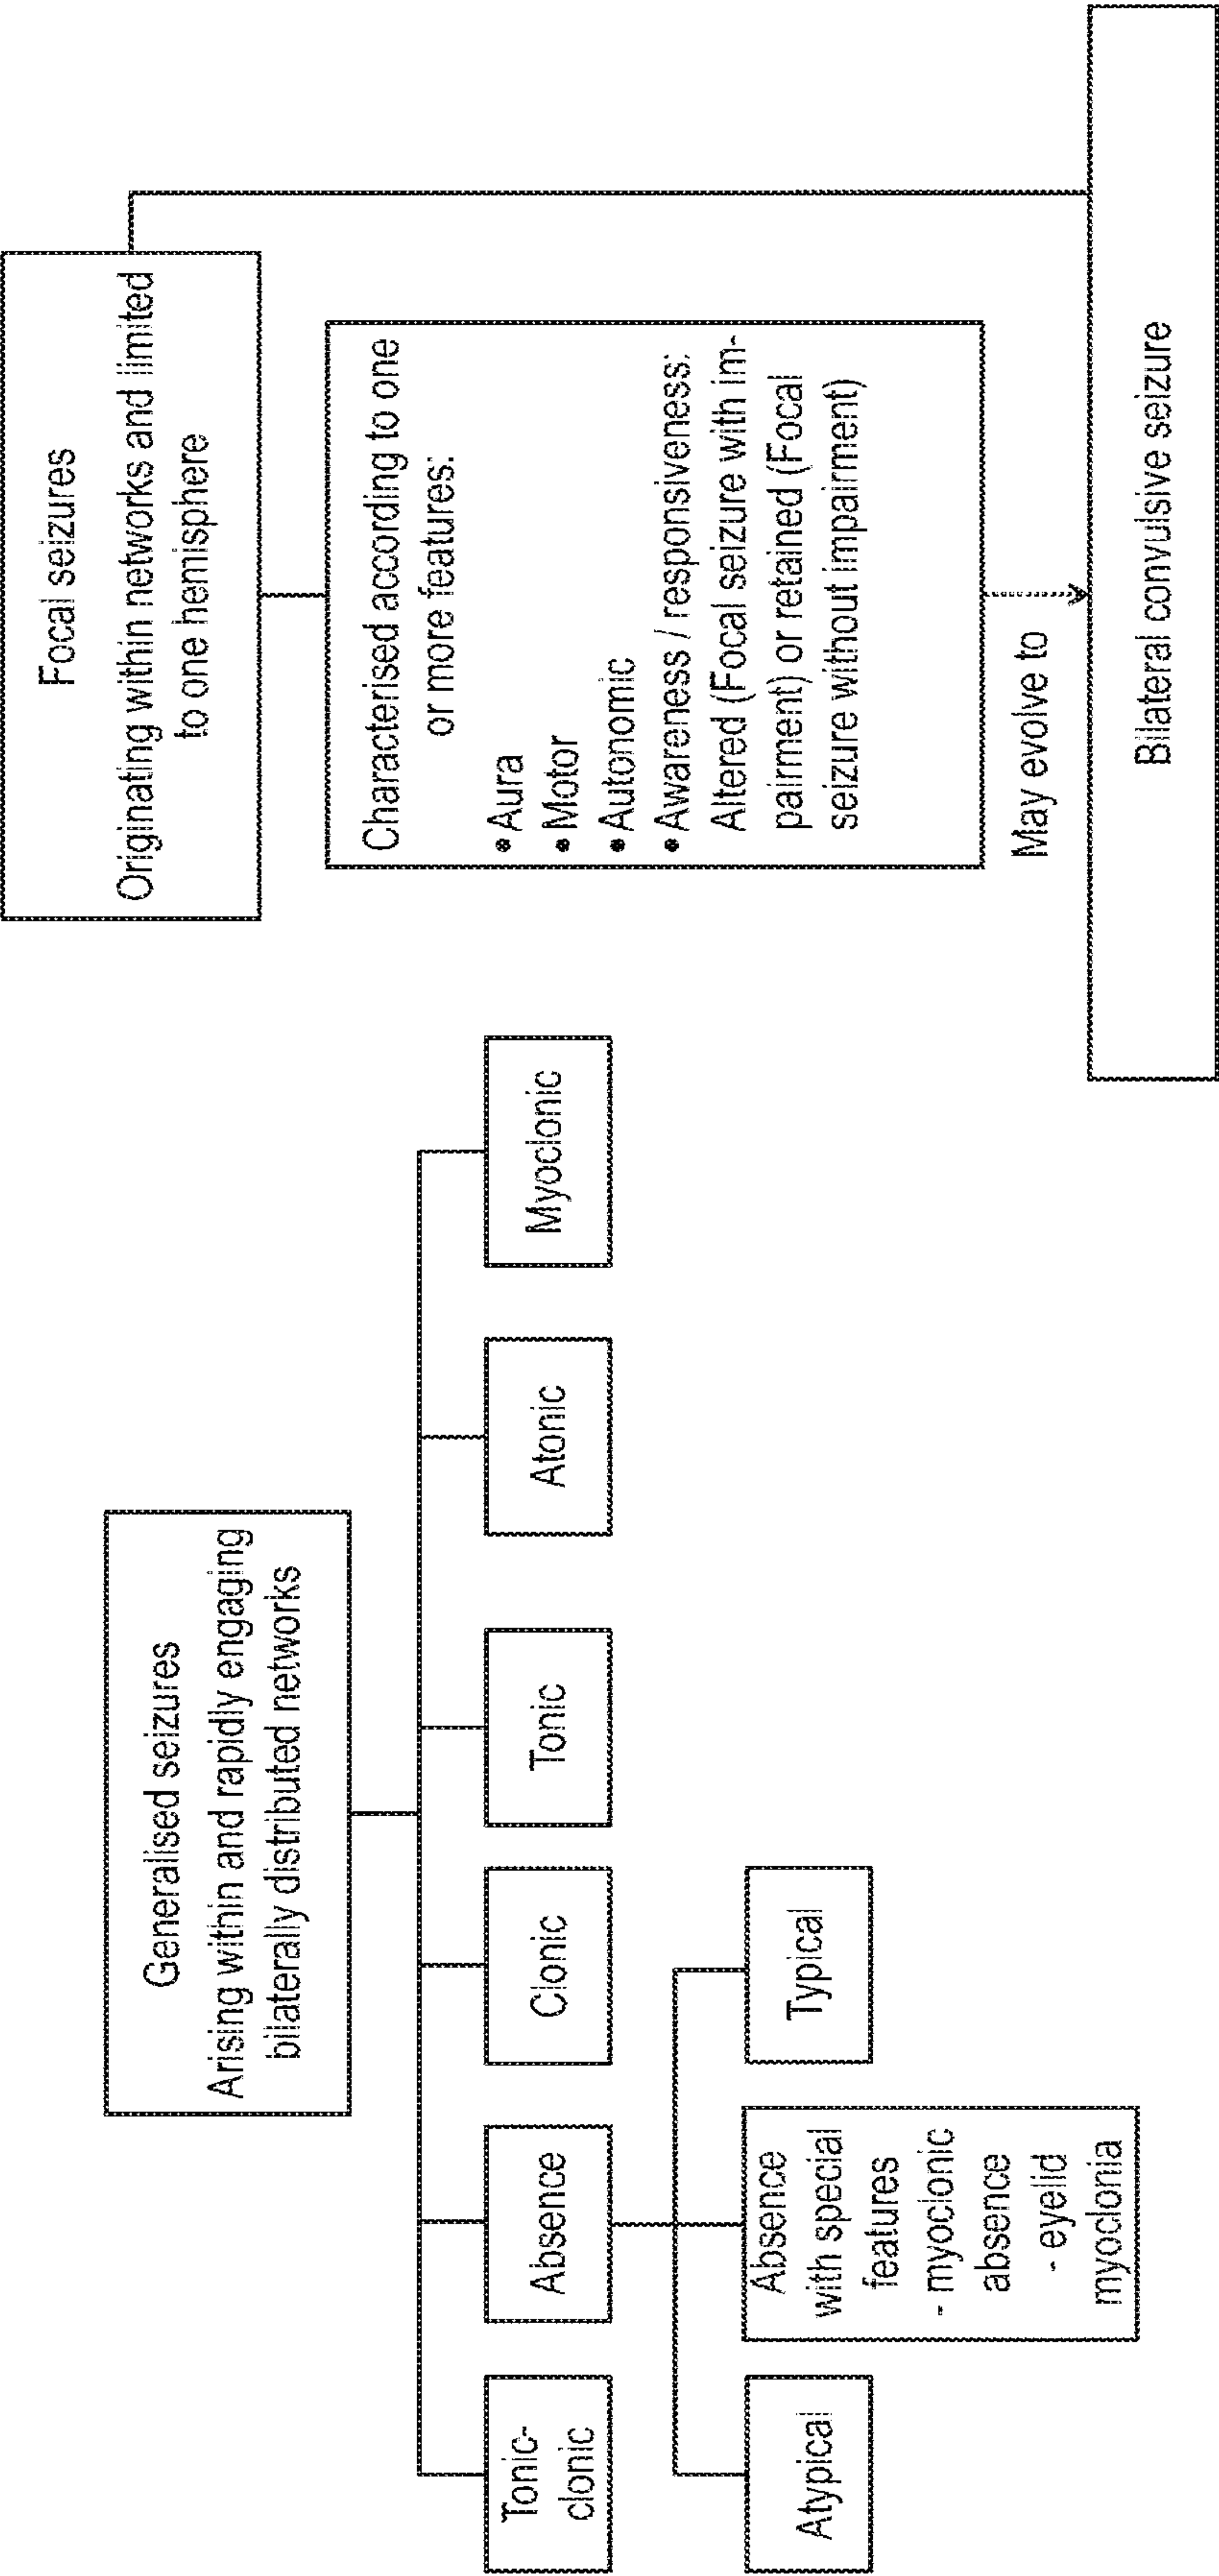 Generalised seizures
Arising within and rapidly engaging
bilaterally distributed networks
Tonic-
clonic
Absence
Clonic
Tonic
Atonic
Myoclonic
Atypical
Absence
with special
features
- myoclonic
absence
- eyelid
myoclonia
Typical
Focal seizures
Originating within networks and limited
to one hemisphere
Characterised according to one
or more features:
• Aura
• Motor
• Autonomic
• Awareness / responsiveness:
Altered (Focal seizure with im-
pairment) or retained (Focal
seizure without impairment)
May evolve to
Bilateral convulsive seizure